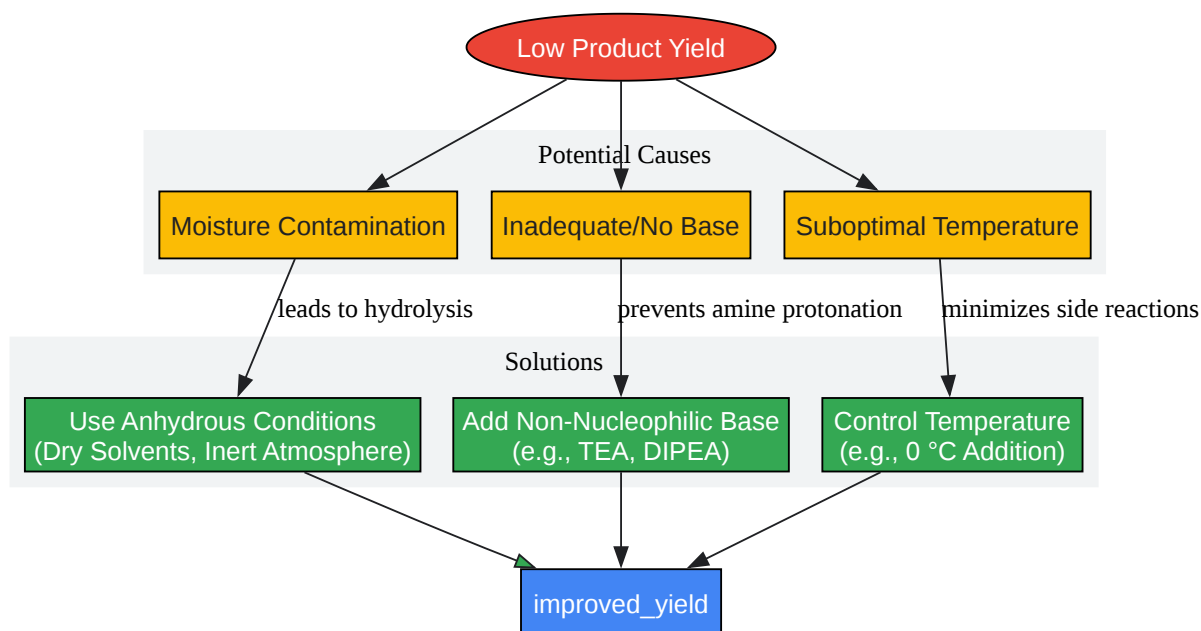 Low Product Yield
Potential Causes
Moisture Contamination
Inadequate/No Base
Suboptimal Temperature
leads to hydrolysis
prevents amine protonation
minimizes side reactions
Solutions
Use Anhydrous Conditions
(Dry Solvents, Inert Atmosphere)
Add Non-Nucleophilic Base
(e.g., TEA, DIPEA)
Control Temperature
(e.g., 0 °C Addition)
improved_yield